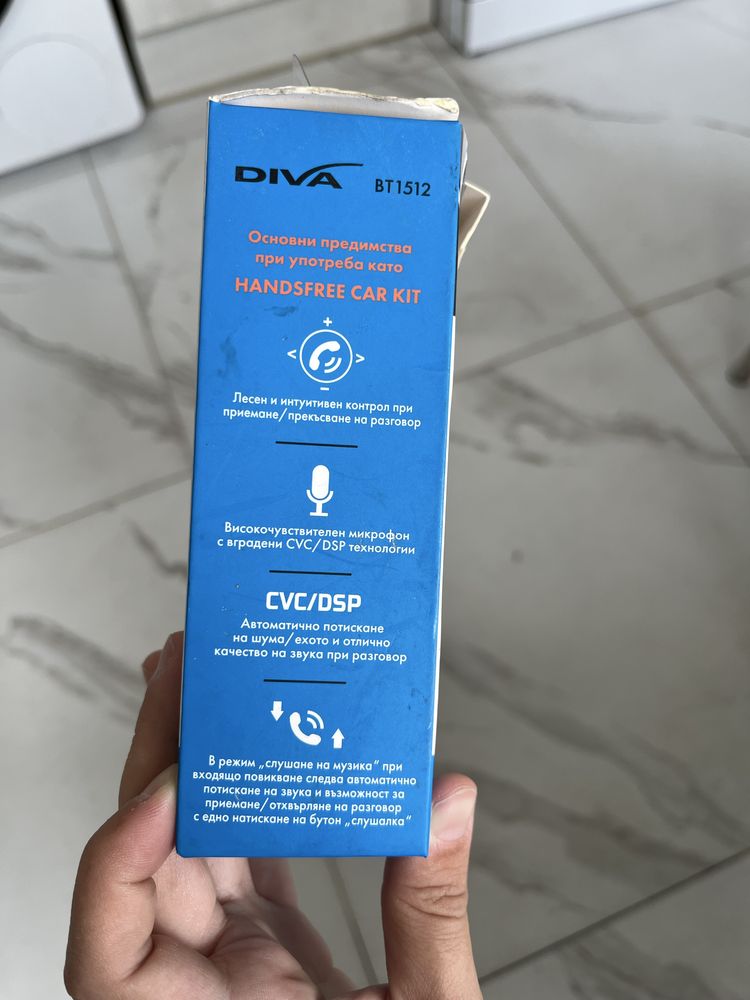 DIVA BT1512
Основни предимства
при употреба като
HANDSFREE CAR KIT
Лесен и интуитивен контрол при
приемане/прекъсване на разговор
Високочувствителен микрофон
с вградени CVC/DSP технологии
CVC/DSP
Автоматично потискане
на шума/ехото и отлично
качество на звука при разговор
В режим „слушане на музика“ при
входящо повикване следва автоматично
потискане на звука и възможност за
приемане/отхвърляне на разговор
с едно натискане на бутон „слушалка“